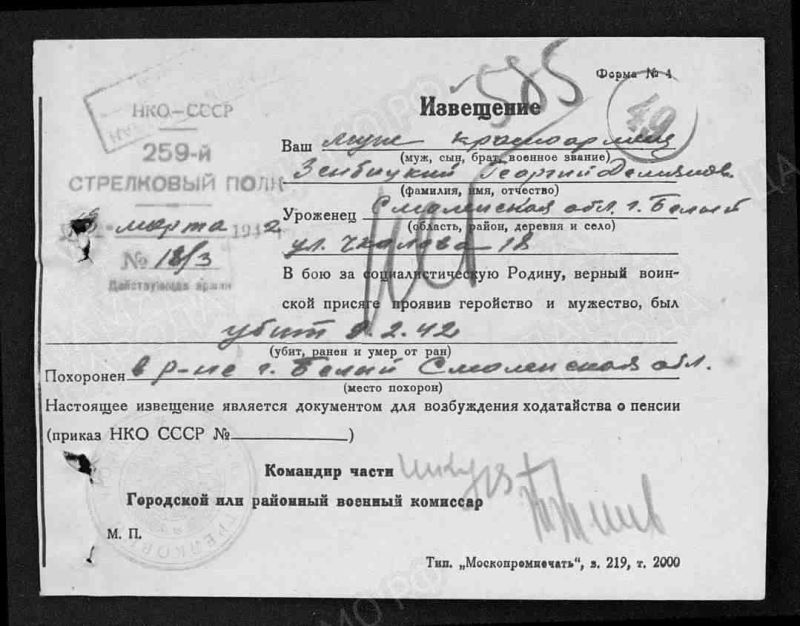 Форма № 4
585
49
Извещение
НКО—СССР
259-й
СТРЕЛКОВЫЙ ПОЛК
марта 1942
№ 18/3
Действующая армия
Ваш муж красноармеец
(муж, сын, брат, военное звание)
Георгий
(фамилия, имя, отчество)
Уроженец Смоленская обл. г. Белый
(область, район, деревня и село)
ул. Чкалова 18
В бою за социалистическую Родину, верный воин-
ской присяге проявив геройство и мужество, был
убит 9.2.42
(убит, ранен и умер от ран)
Похоронен в р-не г. Белый Смоленская обл.
(место похорон)
Настоящее извещение является документом для возбуждения ходатайства о пенсии
(приказ НКО СССР № )
Командир части
Городской или районный военный комиссар
М. П.
Тип. „Москопромпечать“, з. 219, т. 2000